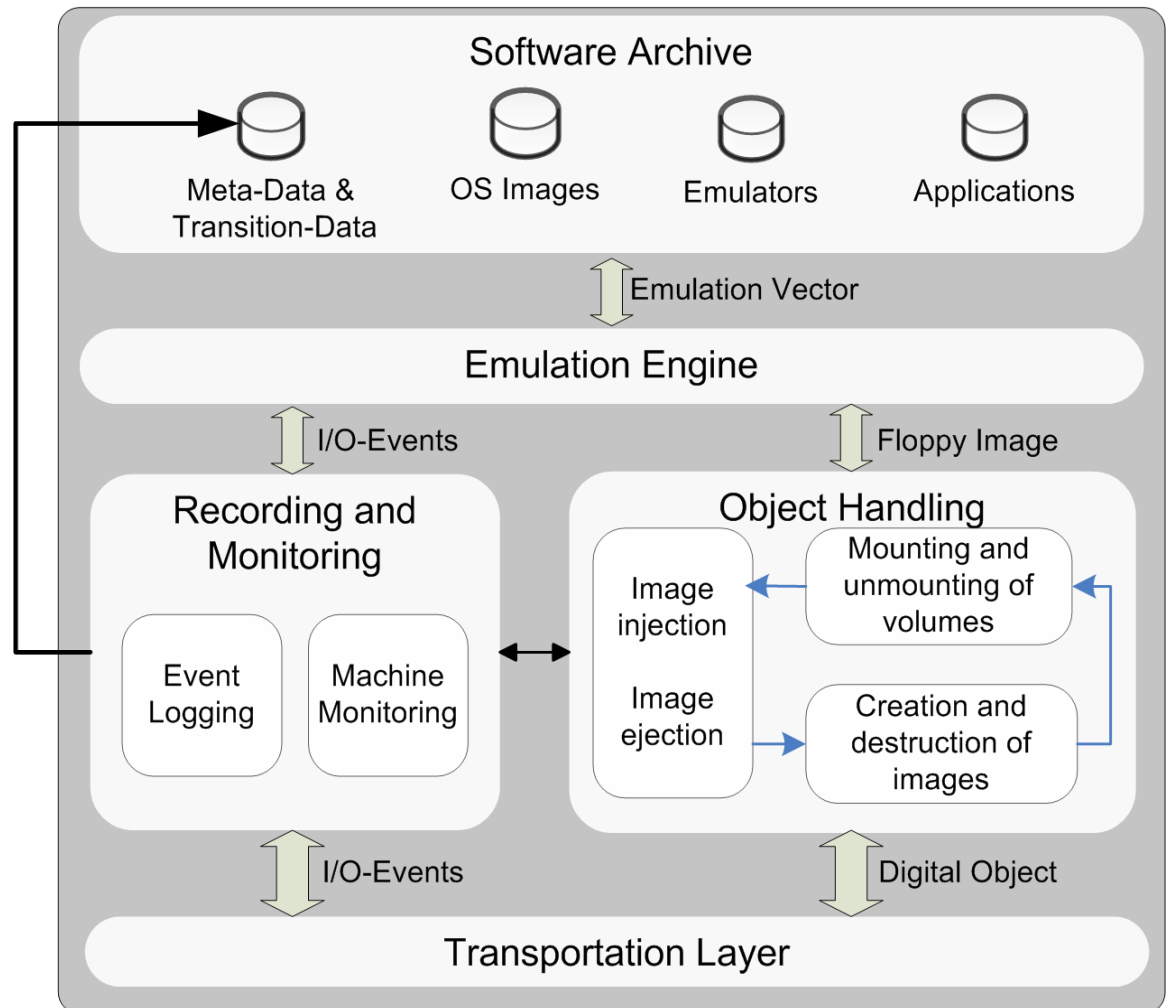 Software Archive
Meta-Data &
Transition-Data
OS Images
Emulators
Applications
Emulation Vector
Emulation Engine
I/O-Events
Floppy Image
Recording and
Monitoring
Event
Logging
Machine
Monitoring
Object Handling
Image
injection
Image
ejection
Mounting and
unmounting of
volumes
Creation and
destruction of
images
I/O-Events
Digital Object
Transportation Layer